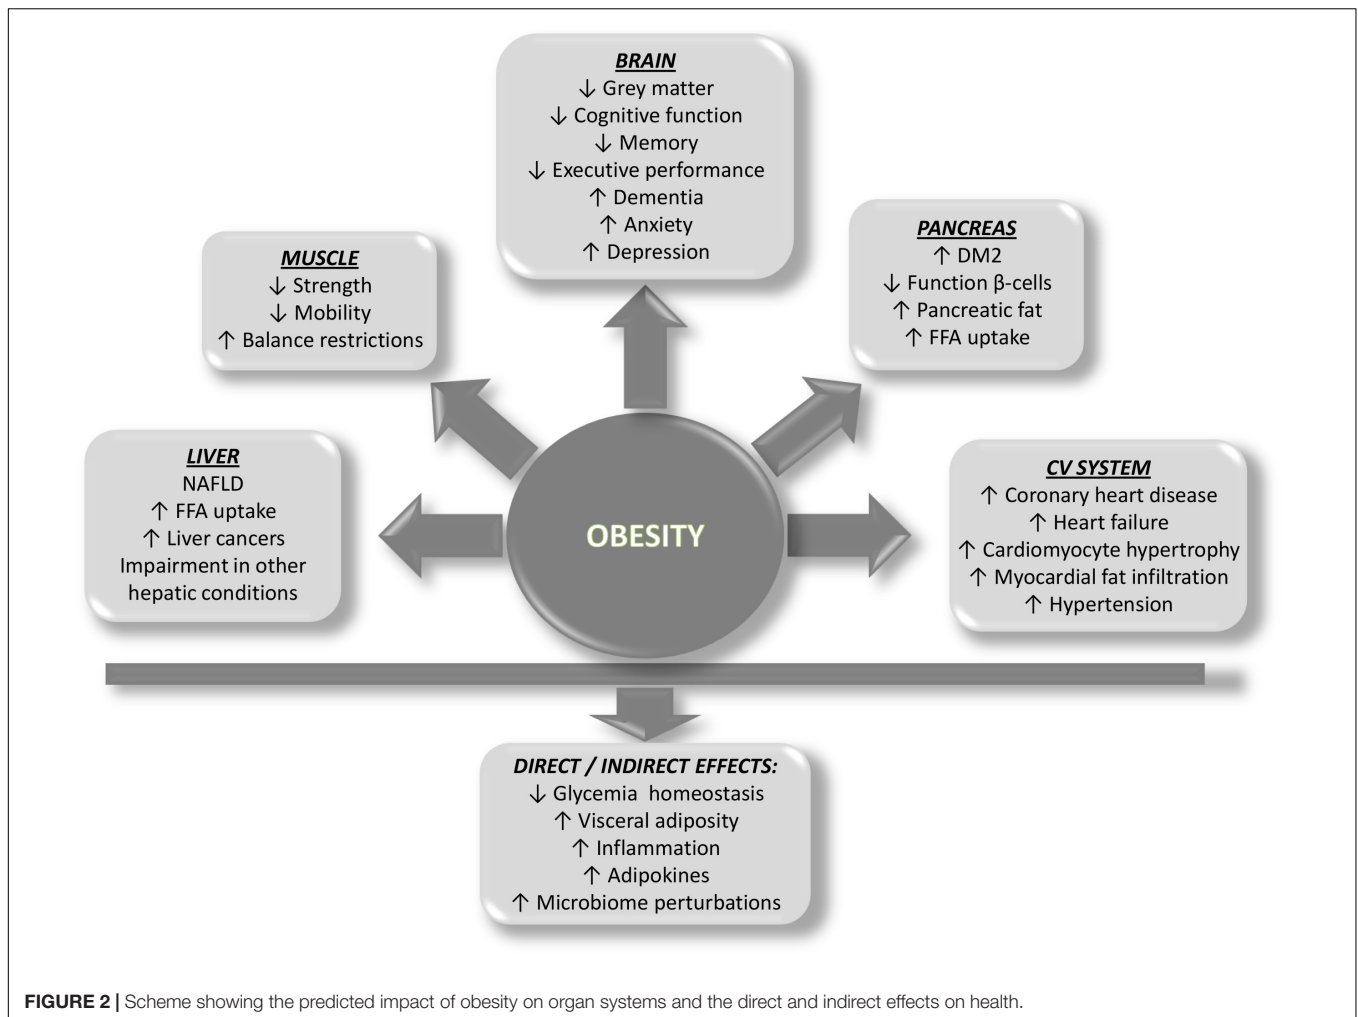 BRAIN
↓ Grey matter
↓ Cognitive function
↓ Memory
↓ Executive performance
↑ Dementia
↑ Anxiety
↑ Depression
MUSCLE
↓ Strength
↓ Mobility
↑ Balance restrictions
PANCREAS
↑ DM2
↓ Function β-cells
↑ Pancreatic fat
↑ FFA uptake
LIVER
NAFLD
↑ FFA uptake
↑ Liver cancers
Impairment in other
hepatic conditions
OBESITY
CV SYSTEM
↑ Coronary heart disease
↑ Heart failure
↑ Cardiomyocyte hypertrophy
↑ Myocardial fat infiltration
↑ Hypertension
DIRECT / INDIRECT EFFECTS:
↓ Glycemia homeostasis
↑ Visceral adiposity
↑ Inflammation
↑ Adipokines
↑ Microbiome perturbations
FIGURE 2 | Scheme showing the predicted impact of obesity on organ systems and the direct and indirect effects on health.